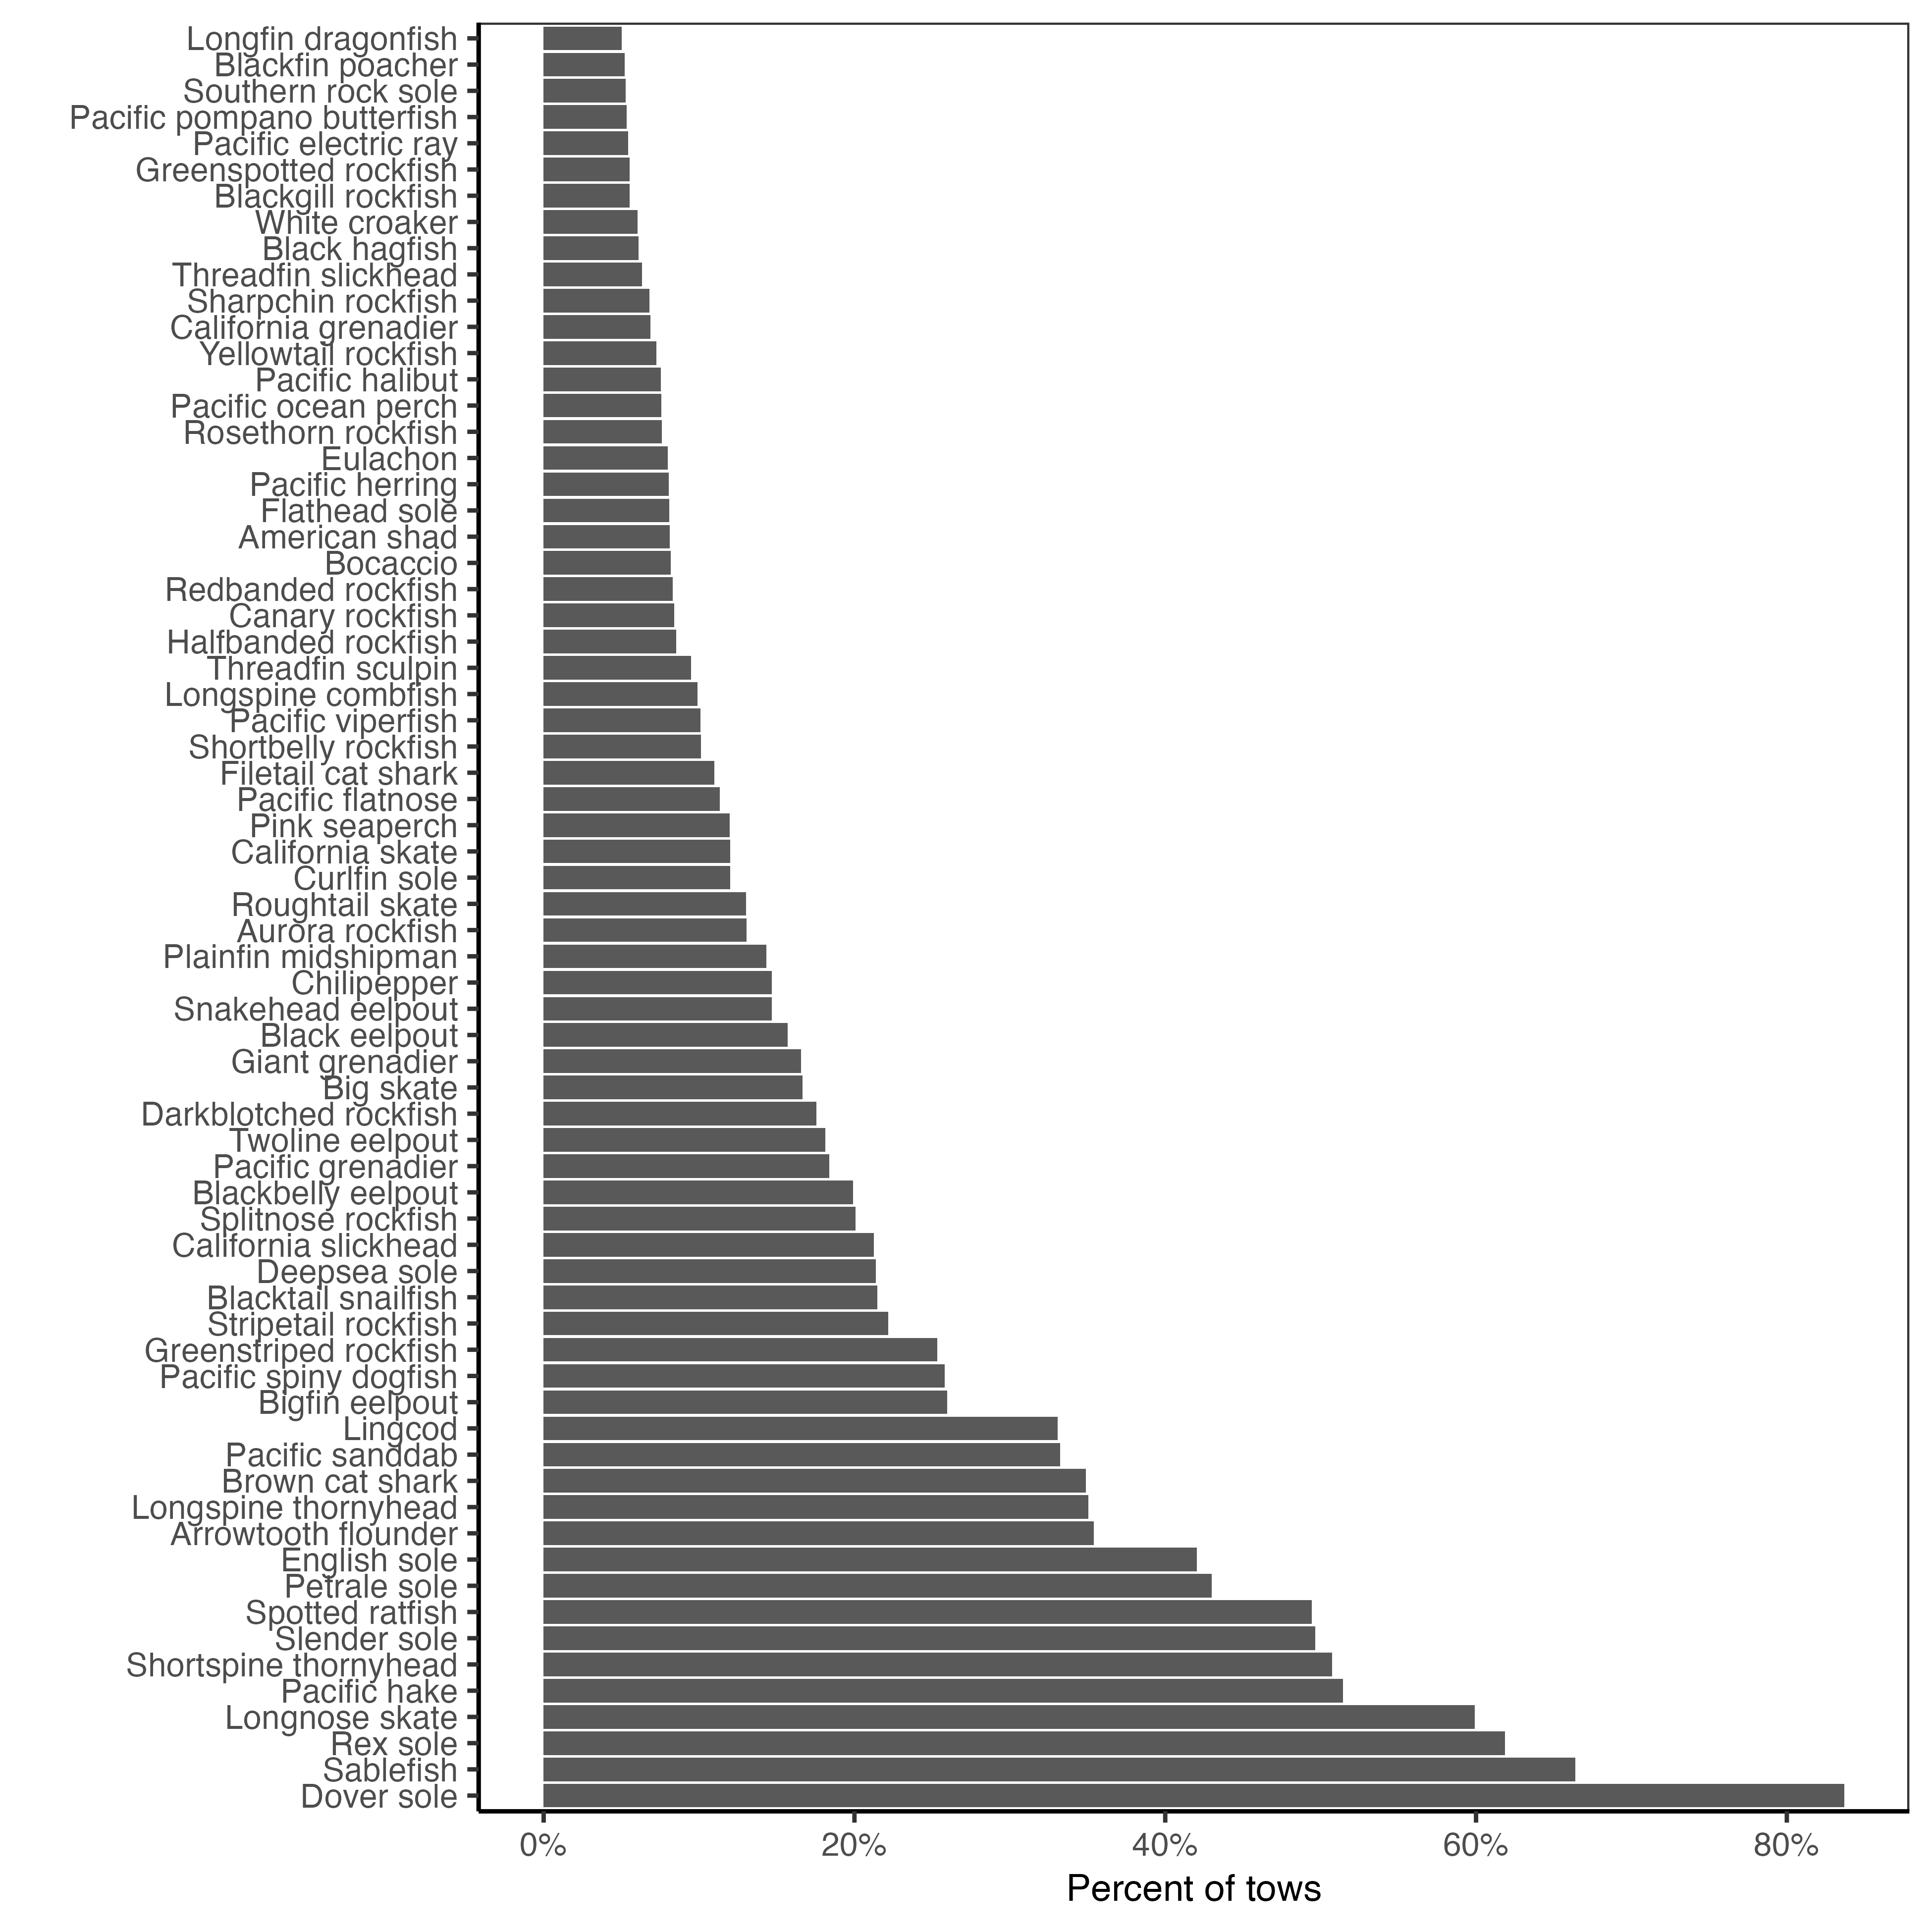 Longfin dragonfish
Blackfin poacher
Southern rock sole
Pacific pompano butterfish
Pacific electric ray
Greenspotted rockfish
Blackgill rockfish
White croaker
Black hagfish
Threadfin slickhead
Sharpchin rockfish
California grenadier
Yellowtail rockfish
Pacific halibut
Pacific ocean perch
Rosethorn rockfish
Eulachon
Pacific herring
Flathead sole
American shad
Bocaccio
Redbanded rockfish
Canary rockfish
Halfbanded rockfish
Threadfin sculpin
Longspine combfish
Pacific viperfish
Shortbelly rockfish
Filetail cat shark
Pacific flatnose
Pink seaperch
California skate
Curlfin sole
Roughtail skate
Aurora rockfish
Plainfin midshipman
Chilipepper
Snakehead eelpout
Black eelpout
Giant grenadier
Big skate
Darkblotched rockfish
Twoline eelpout
Pacific grenadier
Blackbelly eelpout
Splitnose rockfish
California slickhead
Deepsea sole
Blacktail snailfish
Stripetail rockfish
Greenstriped rockfish
Pacific spiny dogfish
Bigfin eelpout
Lingcod
Pacific sanddab
Brown cat shark
Longspine thornyhead
Arrowtooth flounder
English sole
Petrale sole
Spotted ratfish
Slender sole
Shortspine thornyhead
Pacific hake
Longnose skate
Rex sole
Sablefish
Dover sole
0% 20% 40% 60% 80%
Percent of tows